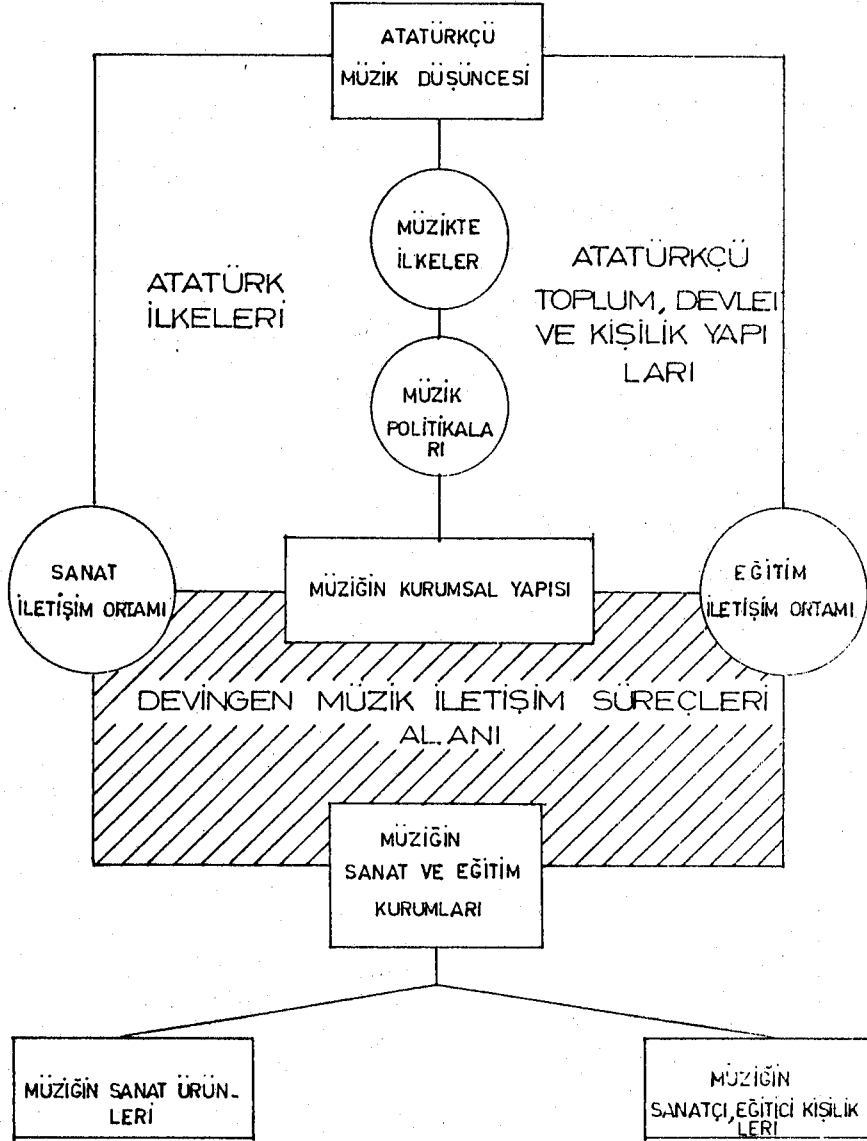 ATATÜRKÇÜ
MÜZİK DÜŞÜNCESİ
MÜZİKTE
İLKELER
ATATÜRK
İLKELERİ
ATATÜRKÇÜ
TOPLUM, DEVLET
VE KİŞİLİK YAPI
LARI
MÜZİK
POLİTİKALA
RI
SANAT
İLETİŞİM ORTAMI
MÜZİĞİN KURUMSAL YAPISI
EĞİTİM
İLETİŞİM ORTAMI
DEVİNGEN MÜZİK İLETİŞİM SÜREÇLERİ
ALANI
MÜZİĞİN
SANAT VE EĞİTİM
KURUMLARI
MÜZİĞİN SANAT ÜRÜN-
LERİ
MÜZİĞİN
SANATÇI, EĞİTİCİ KİŞİLİK
LERİ